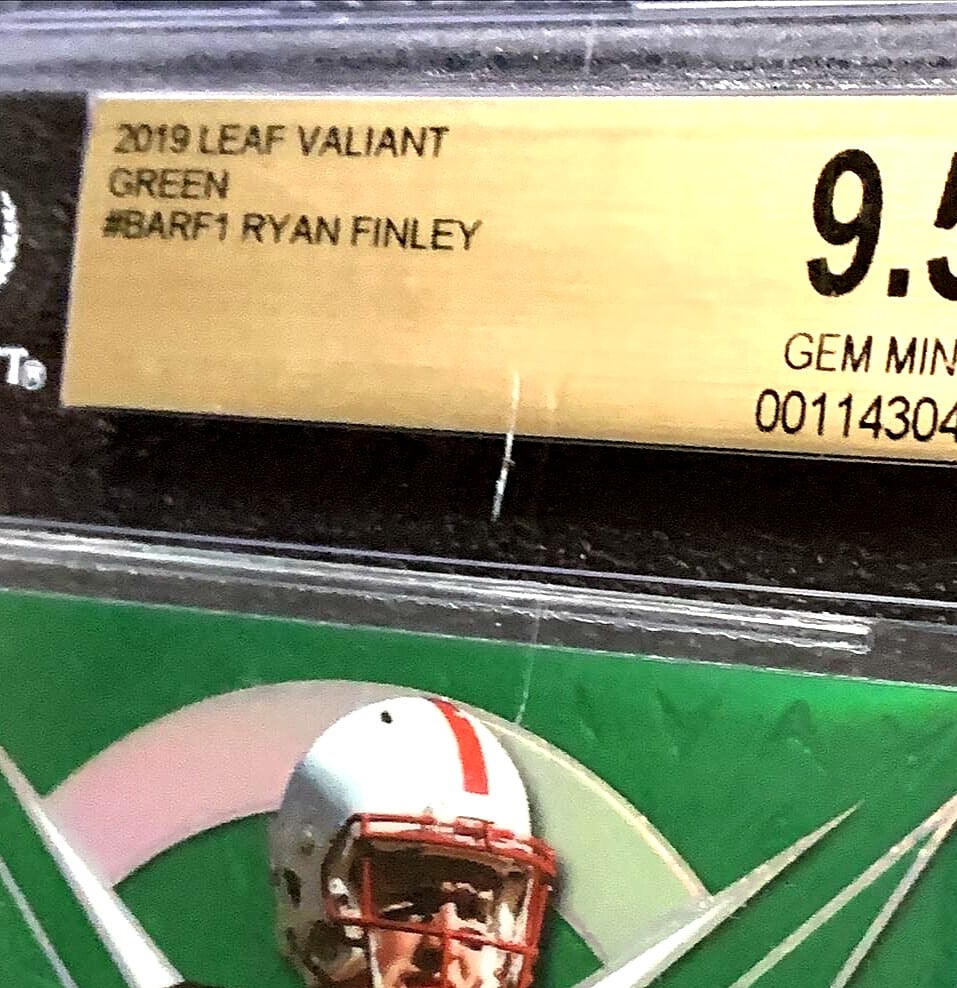 2019 LEAF VALIANT
GREEN
#BARF1 RYAN FINLEY
9.5
GEM MIN
00114304
T®